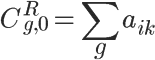 C^R_{g,0} = \sum_g a_{ik}